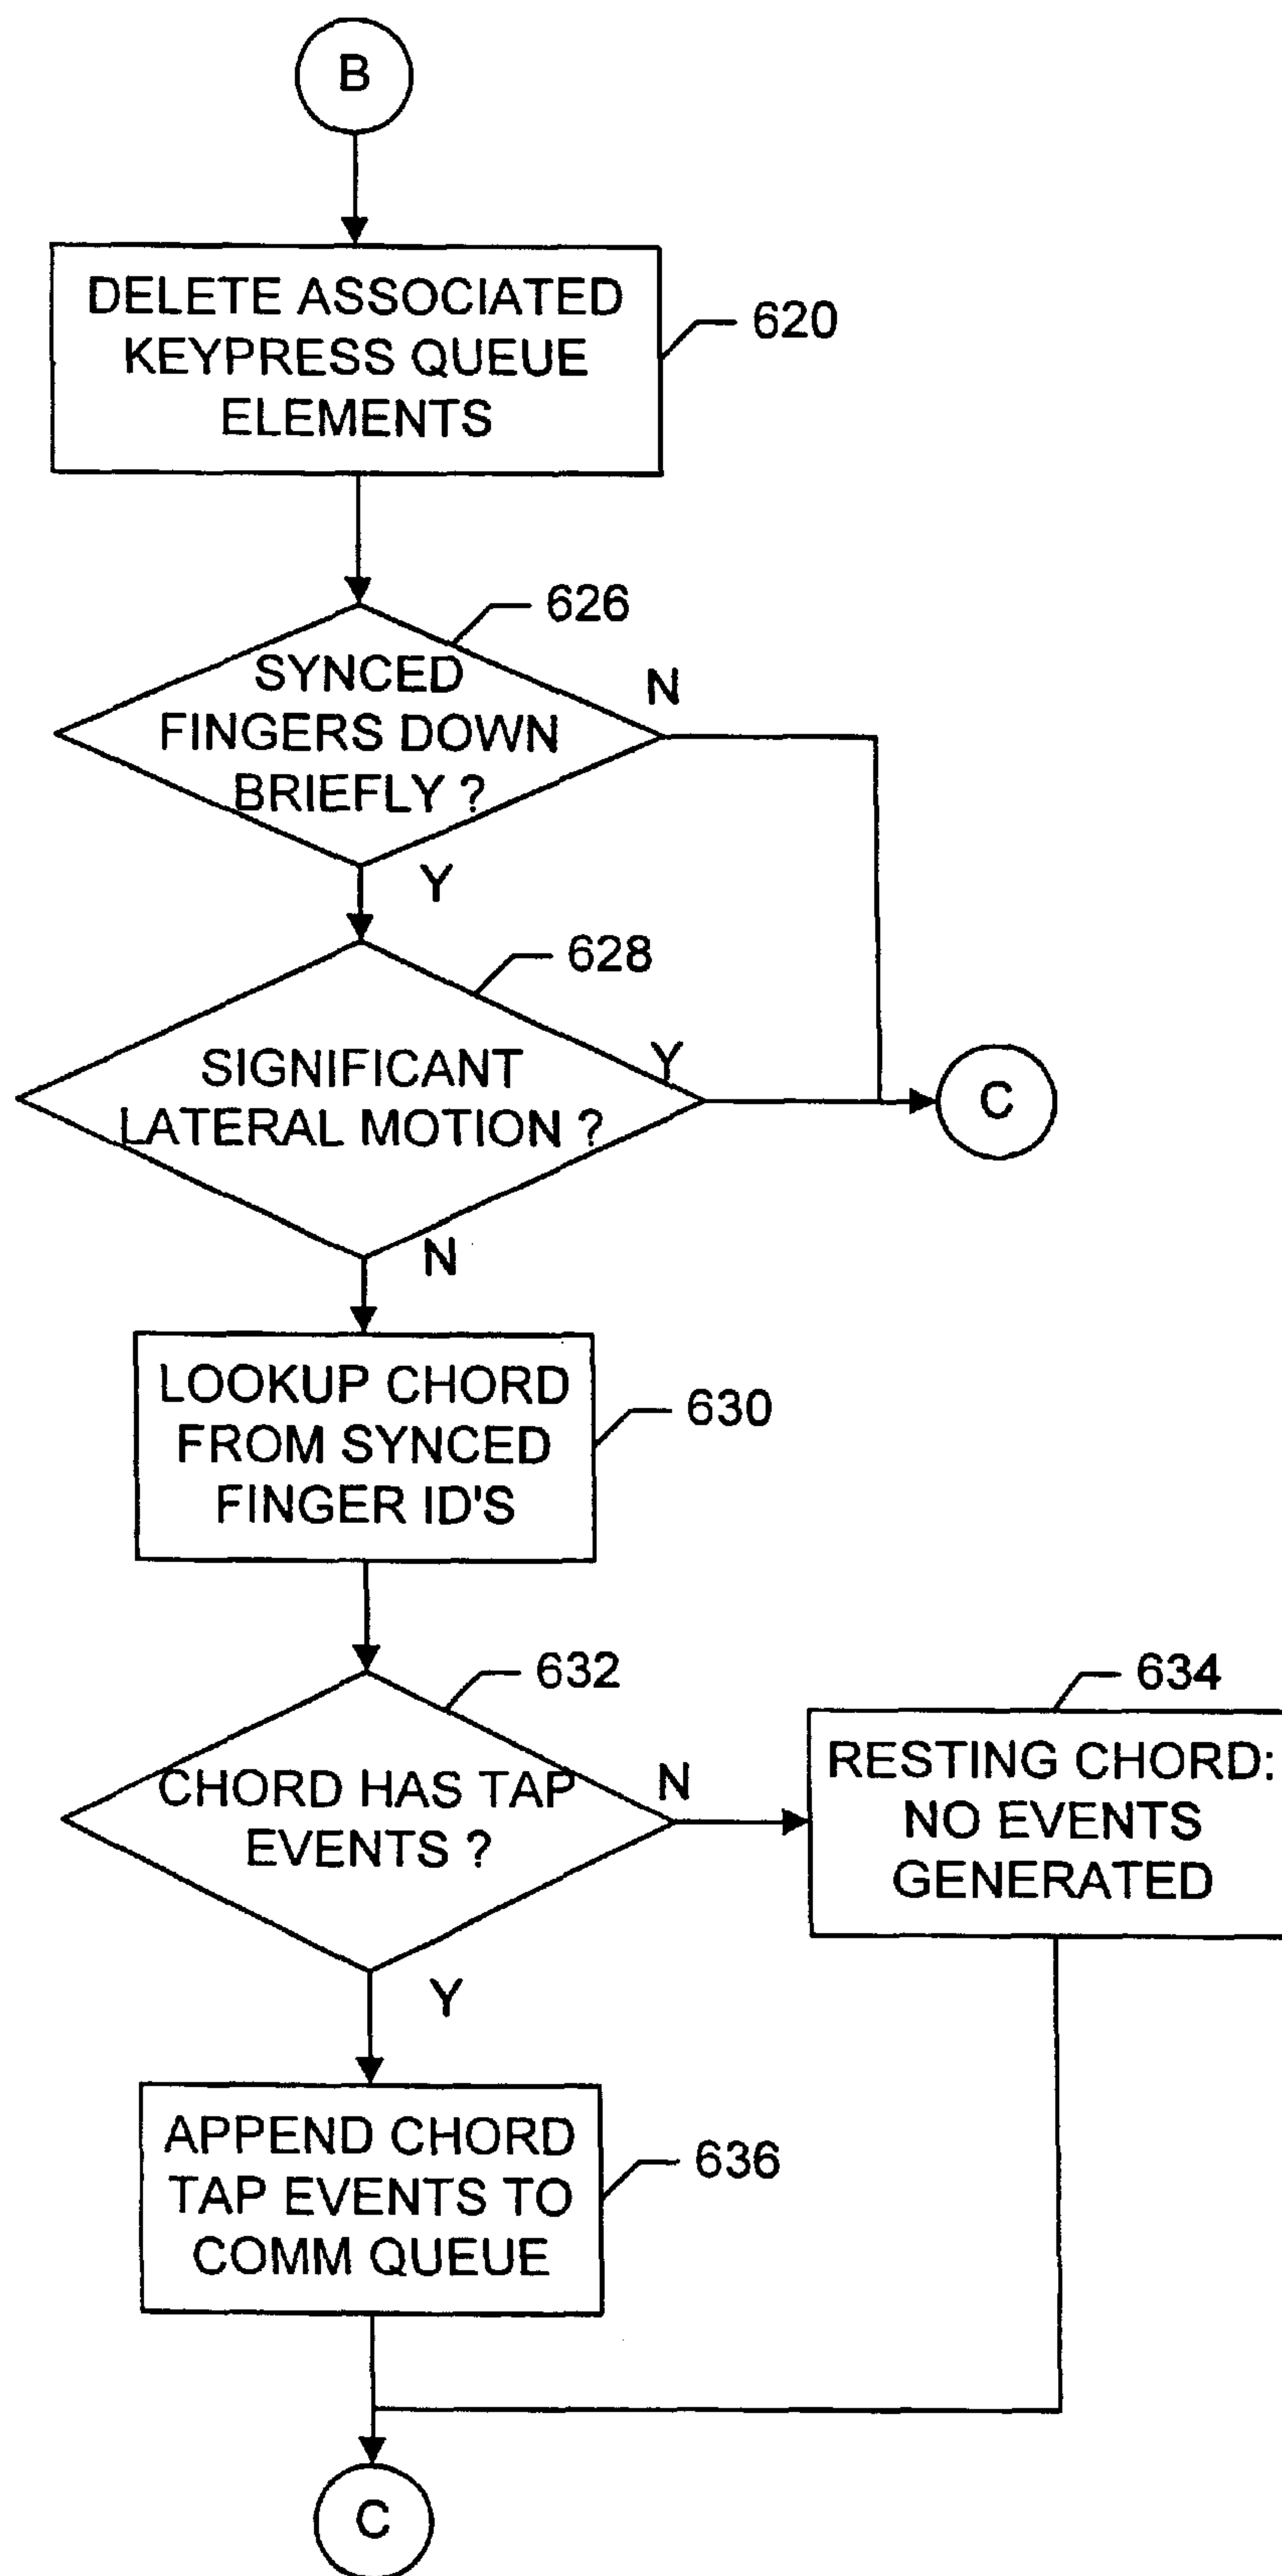 B
DELETE ASSOCIATED
KEYPRESS QUEUE
ELEMENTS
620
626
SYNCED
FINGERS DOWN
BRIEFLY ?
N
Y
628
SIGNIFICANT
LATERAL MOTION ?
Y
C
N
LOOKUP CHORD
FROM SYNCED
FINGER ID'S
630
632
CHORD HAS TAP
EVENTS ?
N
634
RESTING CHORD:
NO EVENTS
GENERATED
Y
APPEND CHORD
TAP EVENTS TO
COMM QUEUE
636
C